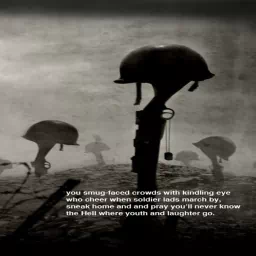 you smug-faced crowds with kindling eye
who cheer when soldier lads march by,
sneak home and and pray you'll never know
the Hell where youth and laughter go.